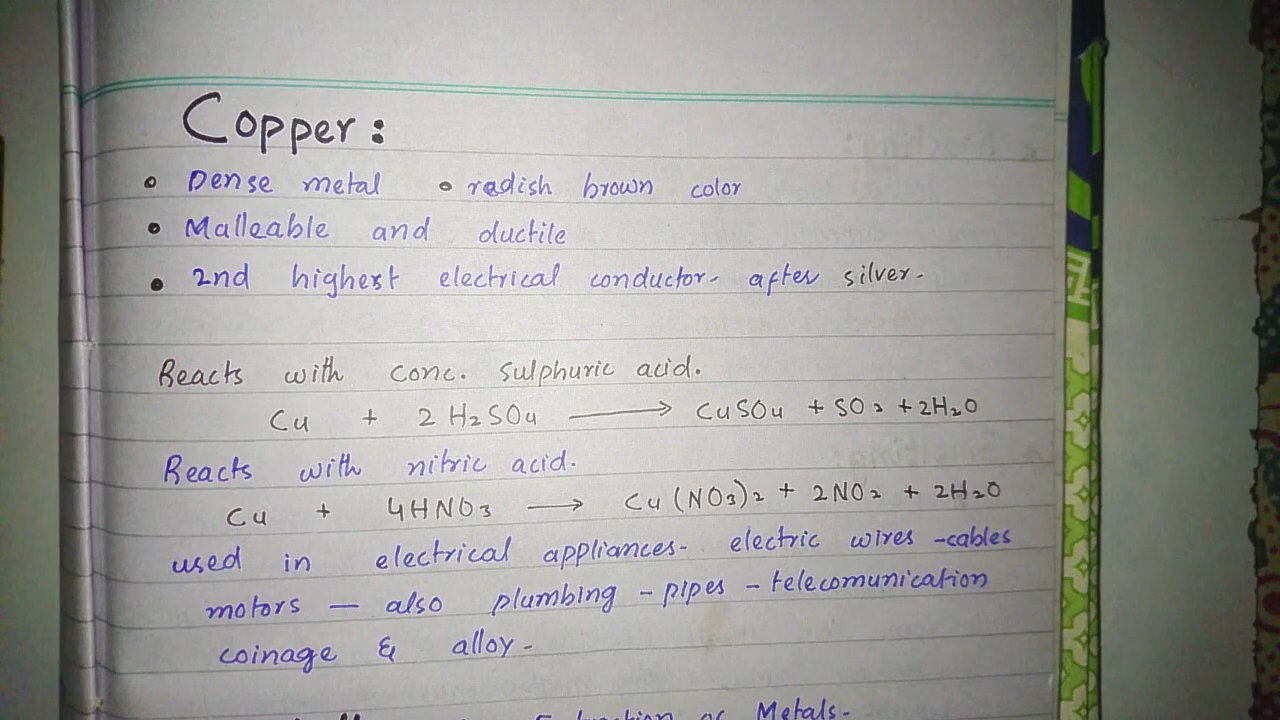 Copper:
• Dense metal • radish brown color
• Malleable and ductile
• 2nd highest electrical conductor- after silver-
Reacts with conc. sulphuric acid.
Cu + 2 H₂SO₄ ⟶ CuSO₄ + SO₂ + 2H₂O
Reacts with nitric acid.
Cu + 4HNO₃ ⟶ Cu(NO₃)₂ + 2NO₂ + 2H₂O
used in electrical appliances- electric wires -cables
motors — also plumbing - pipes - telecomunication
coinage & alloy-
of Metals-